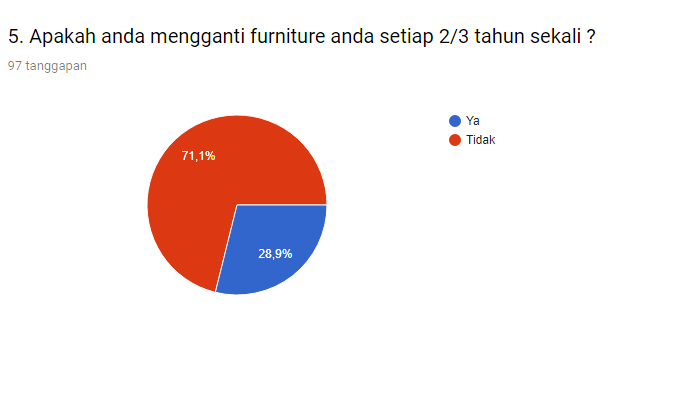 5. Apakah anda mengganti furniture anda setiap 2/3 tahun sekali ?
97 tanggapan
Ya
Tidak
71,1%
28,9%